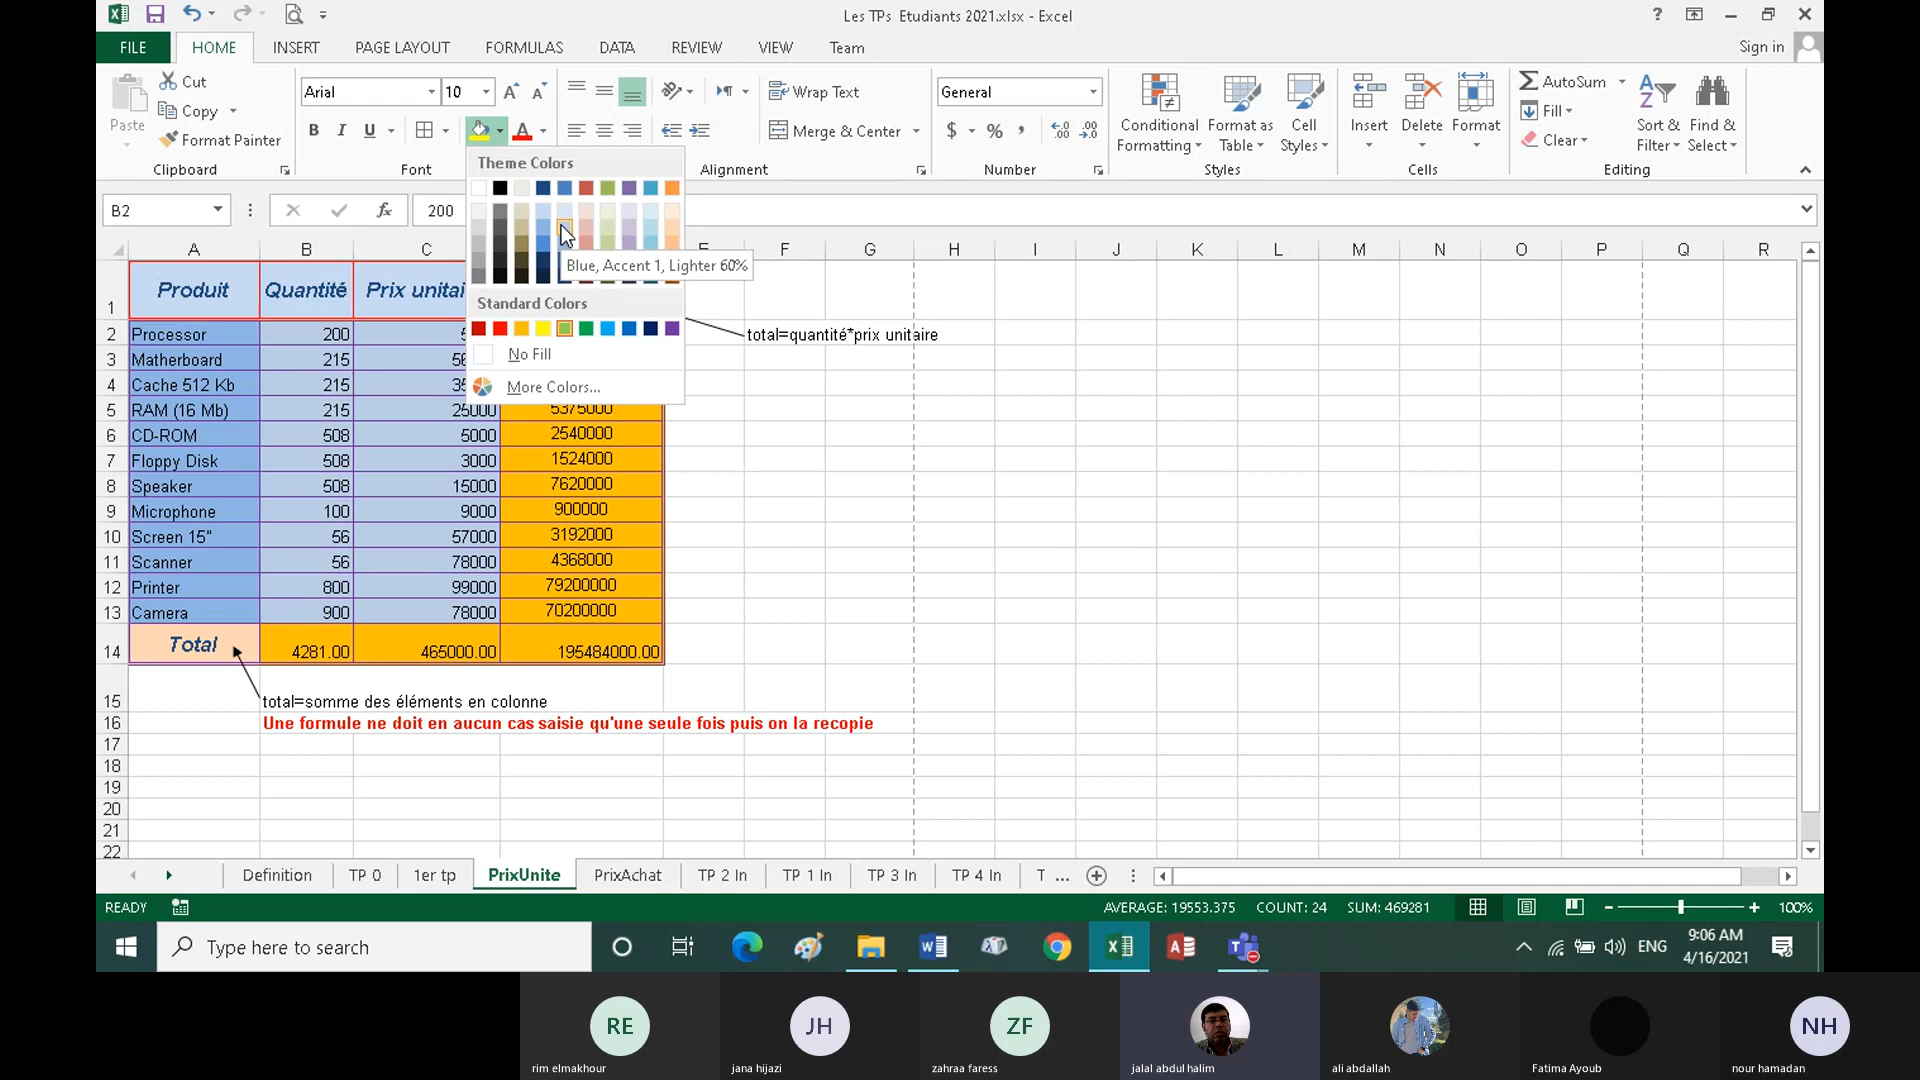 Les TPs Etudiants 2021.xlsx - Excel
?
FILE HOME INSERT PAGE LAYOUT FORMULAS DATA REVIEW VIEW Team
Sign in
Paste
Cut
Copy
Format Painter
Clipboard
Arial 10
B I U
Font
Wrap Text
Merge & Center
Alignment
General
$ %
Number
Conditional Formatting
Format as Table
Cell Styles
Styles
Insert Delete Format
Cells
AutoSum
Fill
Clear
Sort & Filter
Find & Select
Editing
Theme Colors
Blue, Accent 1, Lighter 60%
Standard Colors
No Fill
More Colors...
B2 fx 200
A B C E F G H I J K L M N O P Q R
1 Produit Quantité Prix unitai
2 Processor 200 total=quantité*prix unitaire
3 Matherboard 215
4 Cache 512 Kb 215
5 RAM (16 Mb) 215 25000 5375000
6 CD-ROM 508 5000 2540000
7 Floppy Disk 508 3000 1524000
8 Speaker 508 15000 7620000
9 Microphone 100 9000 900000
10 Screen 15" 56 57000 3192000
11 Scanner 56 78000 4368000
12 Printer 800 99000 79200000
13 Camera 900 78000 70200000
14 Total 4281.00 465000.00 195484000.00
15 total=somme des éléments en colonne
16 Une formule ne doit en aucun cas saisie qu'une seule fois puis on la recopie
17
18
19
20
21
22
Definition TP 0 1er tp PrixUnite PrixAchat TP 2 In TP 1 In TP 3 In TP 4 In T ...
READY AVERAGE: 19553.375 COUNT: 24 SUM: 469281 100%
Type here to search
ENG
9:06 AM
4/16/2021
RE JH ZF NH
rim elmakhour jana hijazi zahraa faress jalal abdul halim ali abdallah Fatima Ayoub nour hamadan